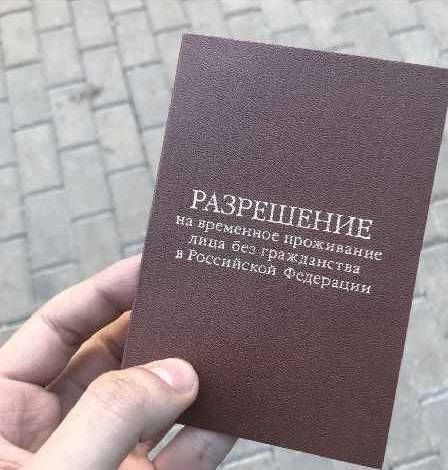 РАЗРЕШЕНИЕ
на временное проживание
лица без гражданства
в Российской Федерации